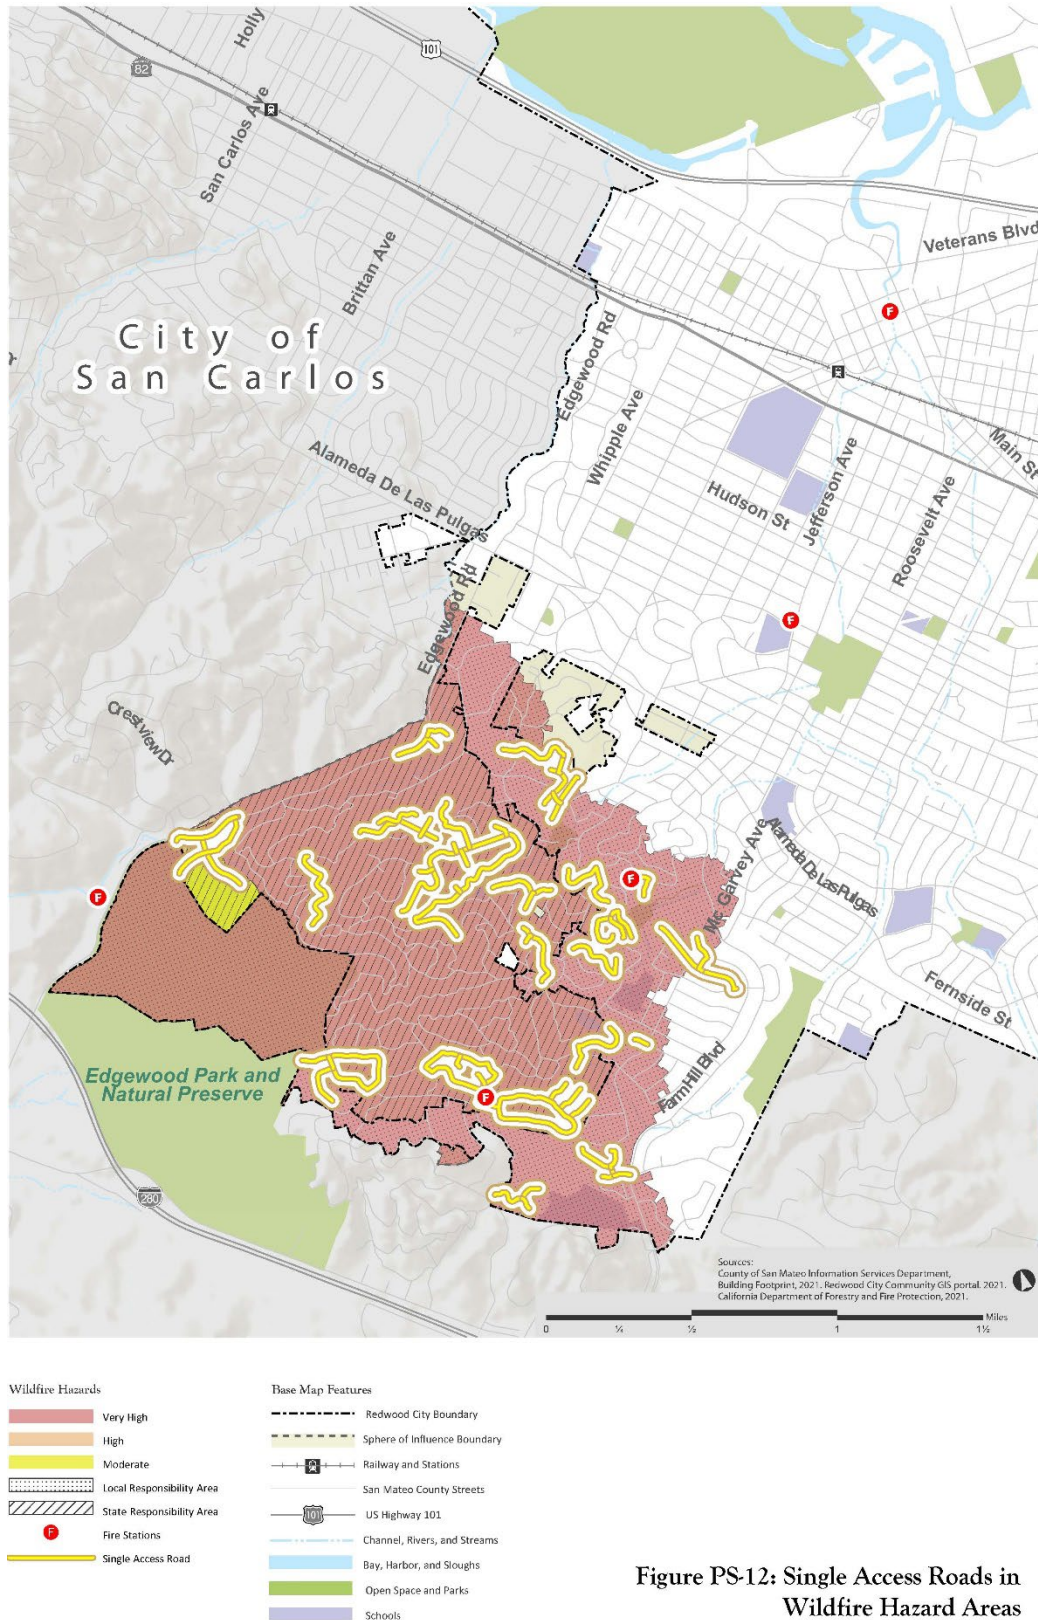 Holly
101
82
San Carlos Ave
Brittan Ave
Veterans Blvd
F
City of
San Carlos
Edgewood Rd
Whipple Ave
Main St
Alameda De Las Pulgas
Hudson St
Jefferson Ave
Roosevelt Ave
Edgewood Rd
F
Crestview Dr
Mc Garvey Ave
Alameda De Las Pulgas
F
F
Fernside St
Farm Hill Blvd
Edgewood Park and
Natural Preserve
F
280
Sources:
County of San Mateo Information Services Department,
Building Footprint, 2021. Redwood City Community GIS portal. 2021.
California Department of Forestry and Fire Protection, 2021.
Miles
0 ¼ ½ 1 1½
Wildfire Hazards
Very High
High
Moderate
Local Responsibility Area
State Responsibility Area
F Fire Stations
Single Access Road
Base Map Features
Redwood City Boundary
Sphere of Influence Boundary
Railway and Stations
San Mateo County Streets
101 US Highway 101
Channel, Rivers, and Streams
Bay, Harbor, and Sloughs
Open Space and Parks
Schools
Figure PS-12: Single Access Roads in
Wildfire Hazard Areas